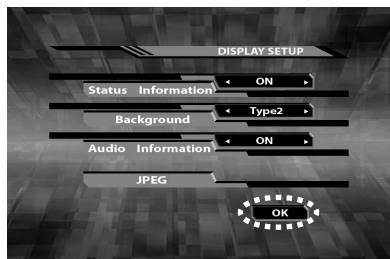 DISPLAY SETUP
Status Information ON
Background Type2
Audio Information ON
JPEG
OK